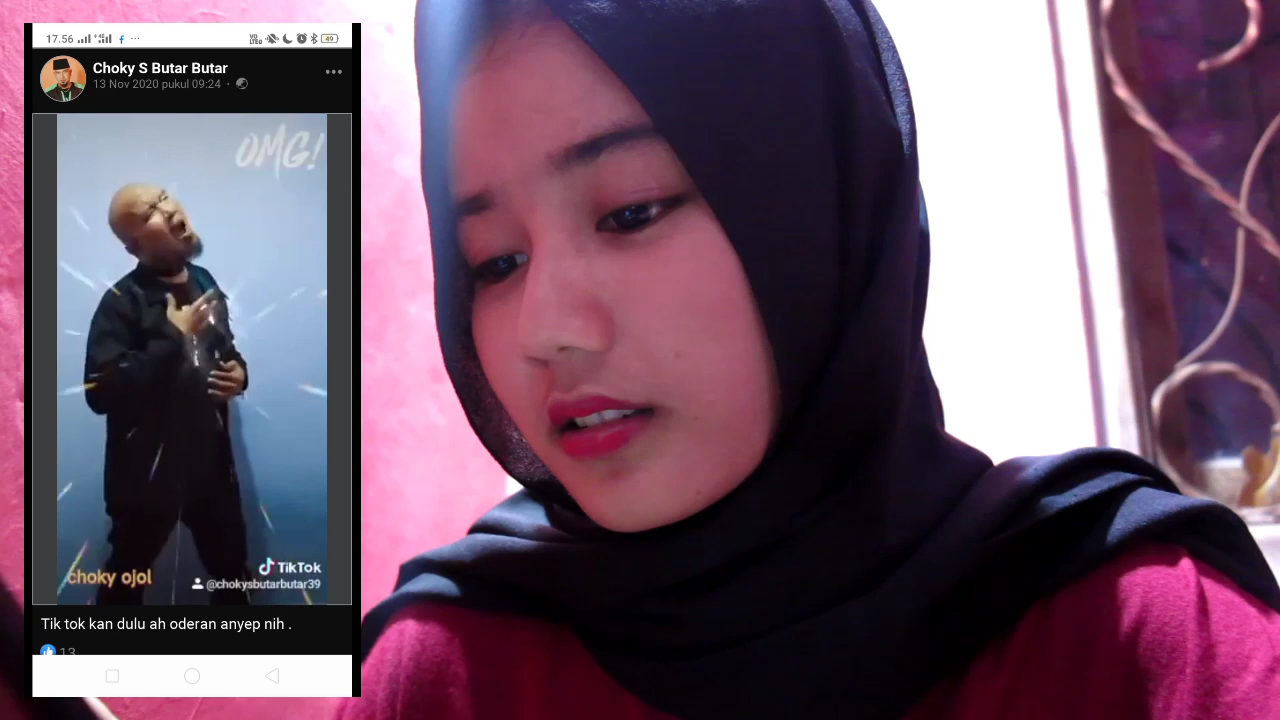 17.56
49
Choky S Butar Butar
13 Nov 2020 pukul 09:24 ·
OMG!
TikTok
choky ojol
@chokysbutarbutar39
Tik tok kan dulu ah oderan anyep nih .
13